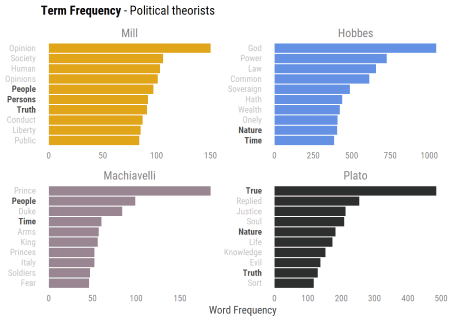 Term Frequency - Political theorists
Mill
Opinion
Society
Human
Opinions
People
Persons
Truth
Conduct
Liberty
Public
0 50 100 150
Hobbes
God
Power
Law
Common
Soveraign
Hath
Wealth
Onely
Nature
Time
0 250 500 750 1000
Machiavelli
Prince
People
Duke
Time
Arms
King
Princes
Italy
Soldiers
Fear
0 50 100 150
Plato
True
Replied
Justice
Soul
Nature
Life
Knowledge
Evil
Truth
Sort
0 100 200 300 400 500
Word Frequency